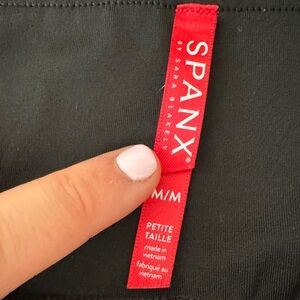 SPANX®
BY SARA BLAKELY
M/M
PETITE
TAILLE
made in
vietnam
fabriqué au
vietnam